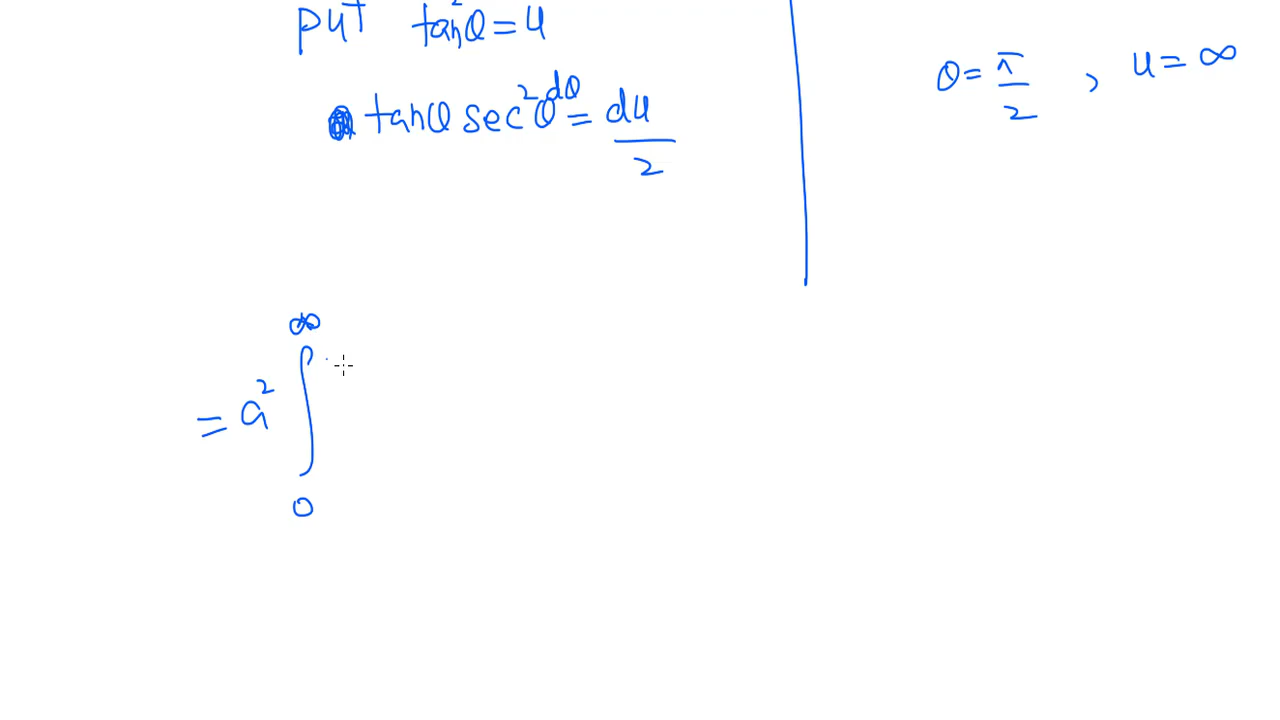 put tan²θ = u
tanθ sec²θ dθ = du/2
θ = π/2 , u = ∞
= a² ∫₀^∞